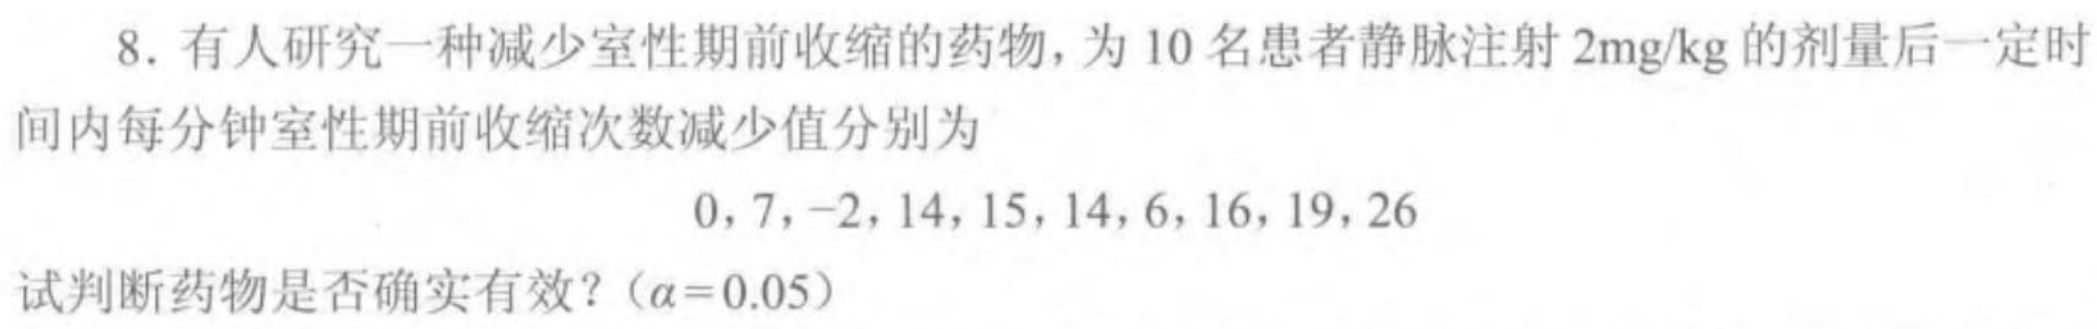 8. 有人研究一种减少室性期前收缩的药物，为 10 名患者静脉注射 2mg/kg 的剂量后一定时
间内每分钟室性期前收缩次数减少值分别为
0，7，−2，14，15，14，6，16，19，26
试判断药物是否确实有效？（α＝0.05）